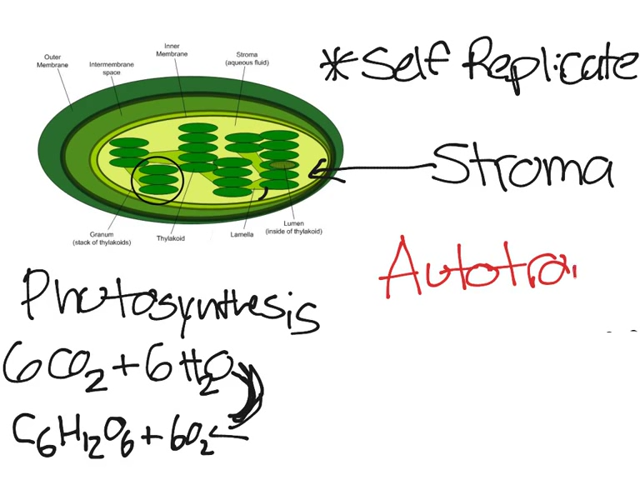 * Self Replicate
Outer
Membrane
Intermembrane
space
Inner
Membrane
Stroma
(aqueous fluid)
Stroma
Granum
(stack of thylakoids)
Thylakoid
Lamella
Lumen
(inside of thylakoid)
Autotro
Photosynthesis
6CO2 + 6H2O
C6H12O6 + 6O2